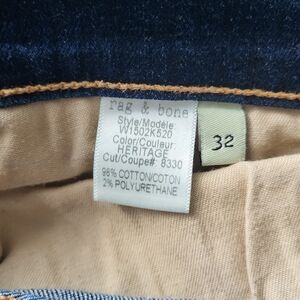 rag & bone
Style/Modèle:
W1502K520
Color/Couleur:
HERITAGE
Cut/Coupe#: 8330
98% COTTON/COTON
2% POLYURETHANE
32